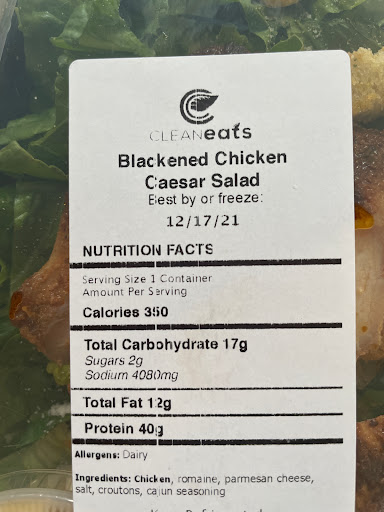 CLEANeats
Blackened Chicken
Caesar Salad
Best by or freeze:
12/17/21
NUTRITION FACTS
Serving Size 1 Container
Amount Per Serving
Calories 350
Total Carbohydrate 17g
Sugars 2g
Sodium 4080mg
Total Fat 12g
Protein 40g
Allergens: Dairy
Ingredients: Chicken, romaine, parmesan cheese,
salt, croutons, cajun seasoning